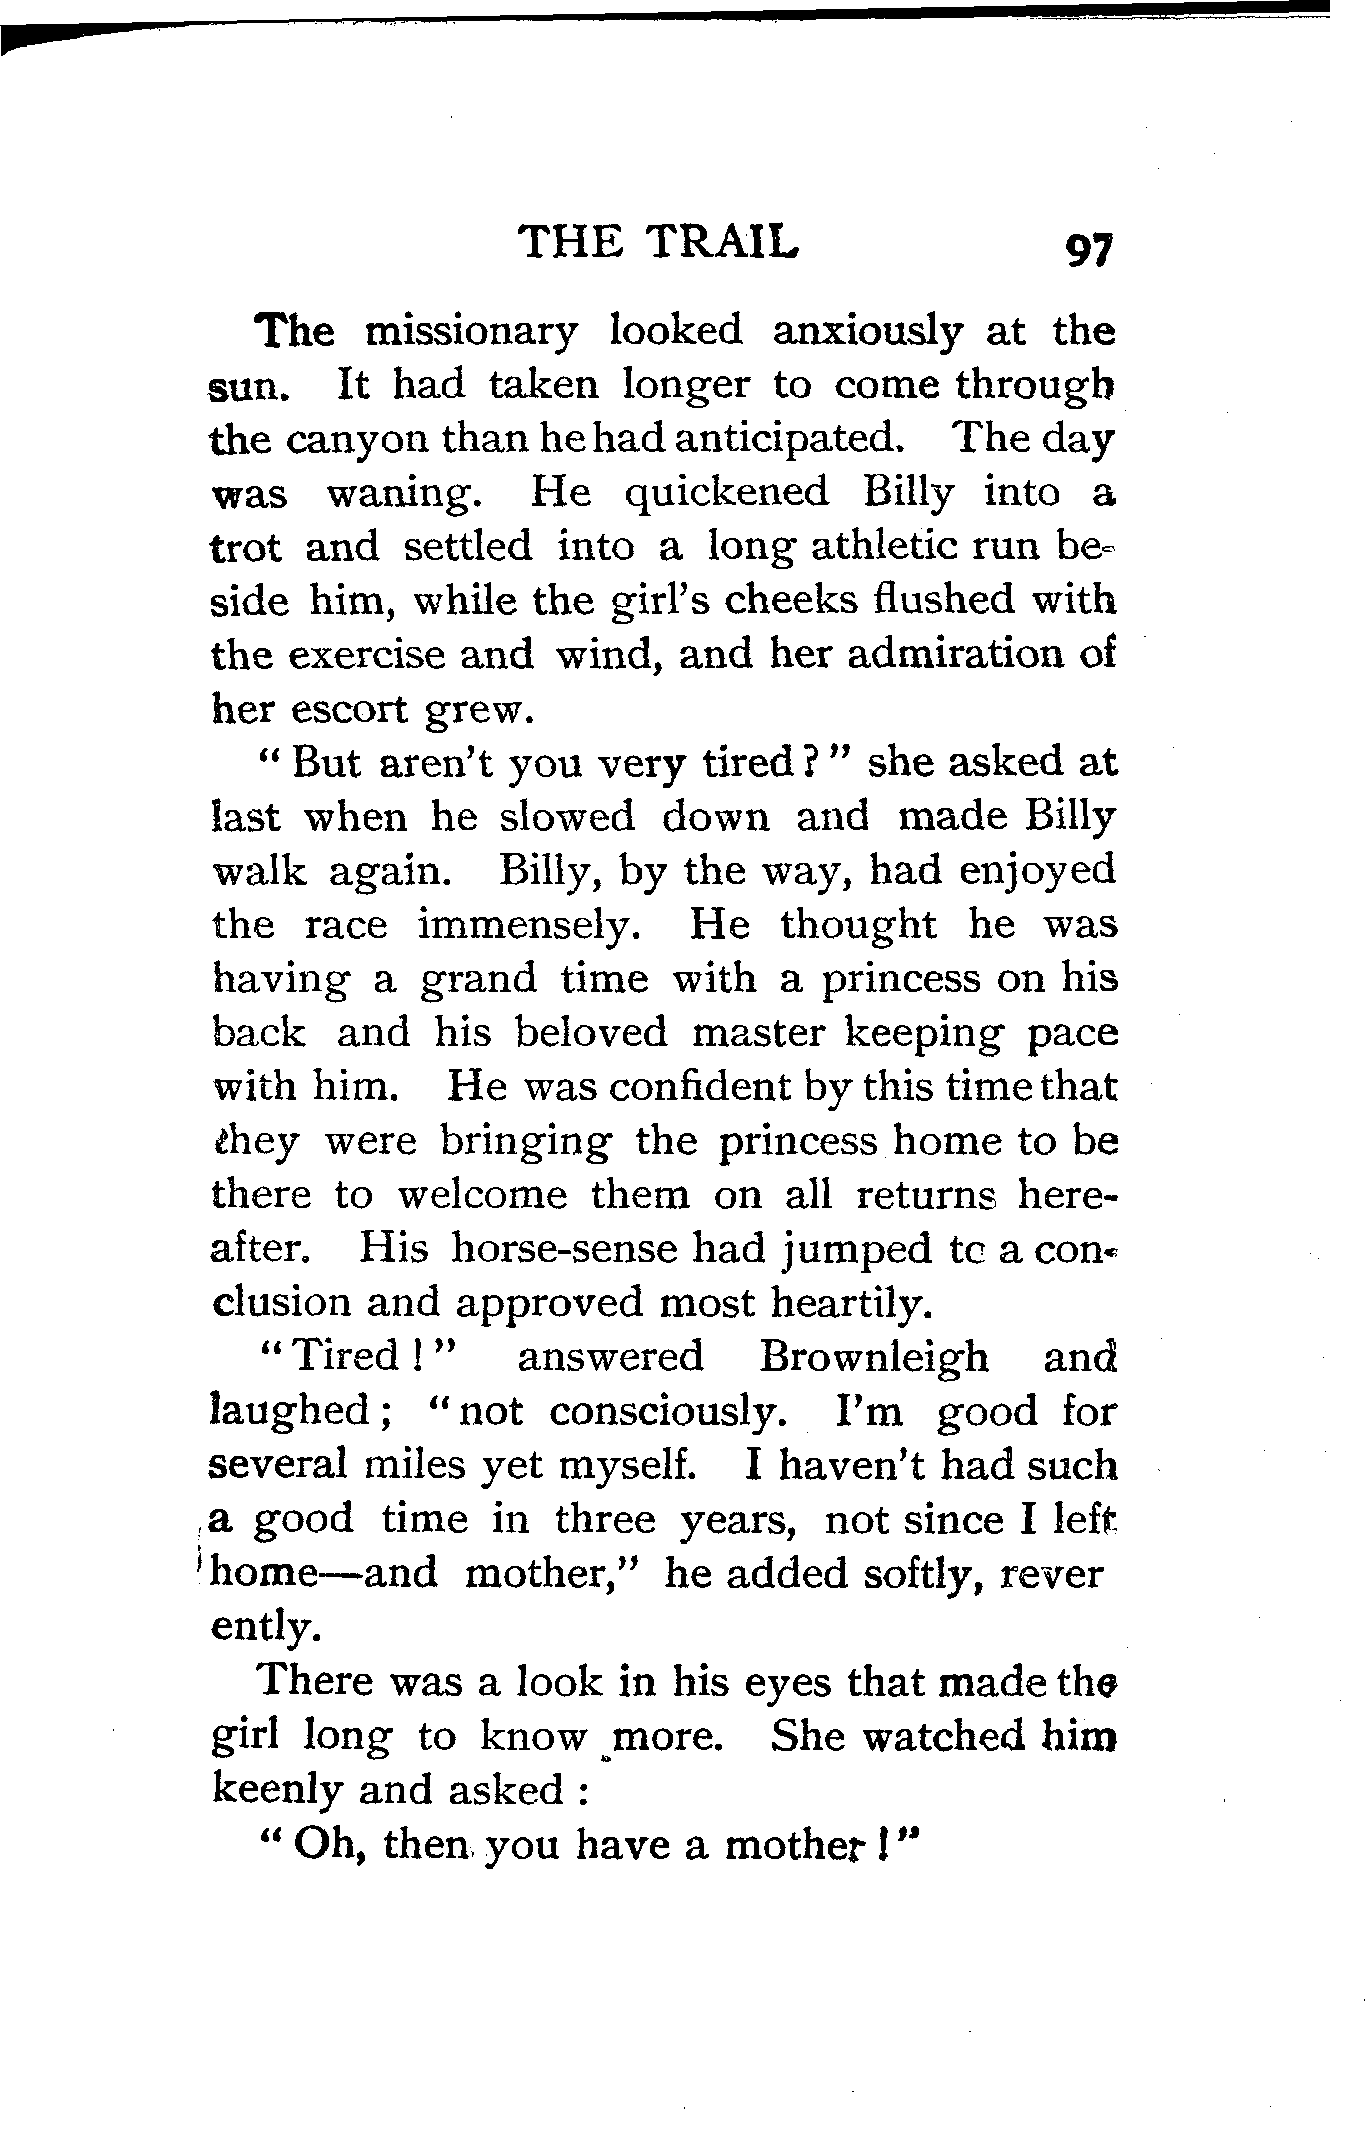 THE TRAIL 97
The missionary looked anxiously at the
sun. It had taken longer to come through
the canyon than he had anticipated. The day
was waning. He quickened Billy into a
trot and settled into a long athletic run be-
side him, while the girl's cheeks flushed with
the exercise and wind, and her admiration of
her escort grew.
" But aren't you very tired ? " she asked at
last when he slowed down and made Billy
walk again. Billy, by the way, had enjoyed
the race immensely. He thought he was
having a grand time with a princess on his
back and his beloved master keeping pace
with him. He was confident by this time that
they were bringing the princess home to be
there to welcome them on all returns here-
after. His horse-sense had jumped to a con-
clusion and approved most heartily.
" Tired ! " answered Brownleigh and
laughed ; " not consciously. I'm good for
several miles yet myself. I haven't had such
a good time in three years, not since I left
home—and mother," he added softly, rever
ently.
There was a look in his eyes that made the
girl long to know more. She watched him
keenly and asked :
" Oh, then you have a mother ! "